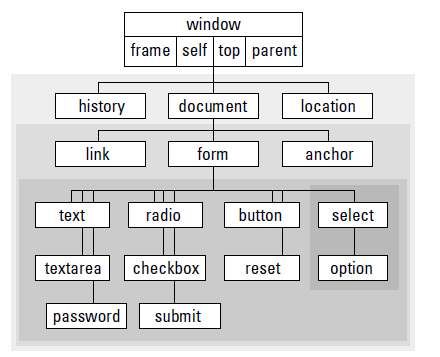 window
frame self top parent
history document location
link form anchor
text radio button select
textarea checkbox reset option
password submit